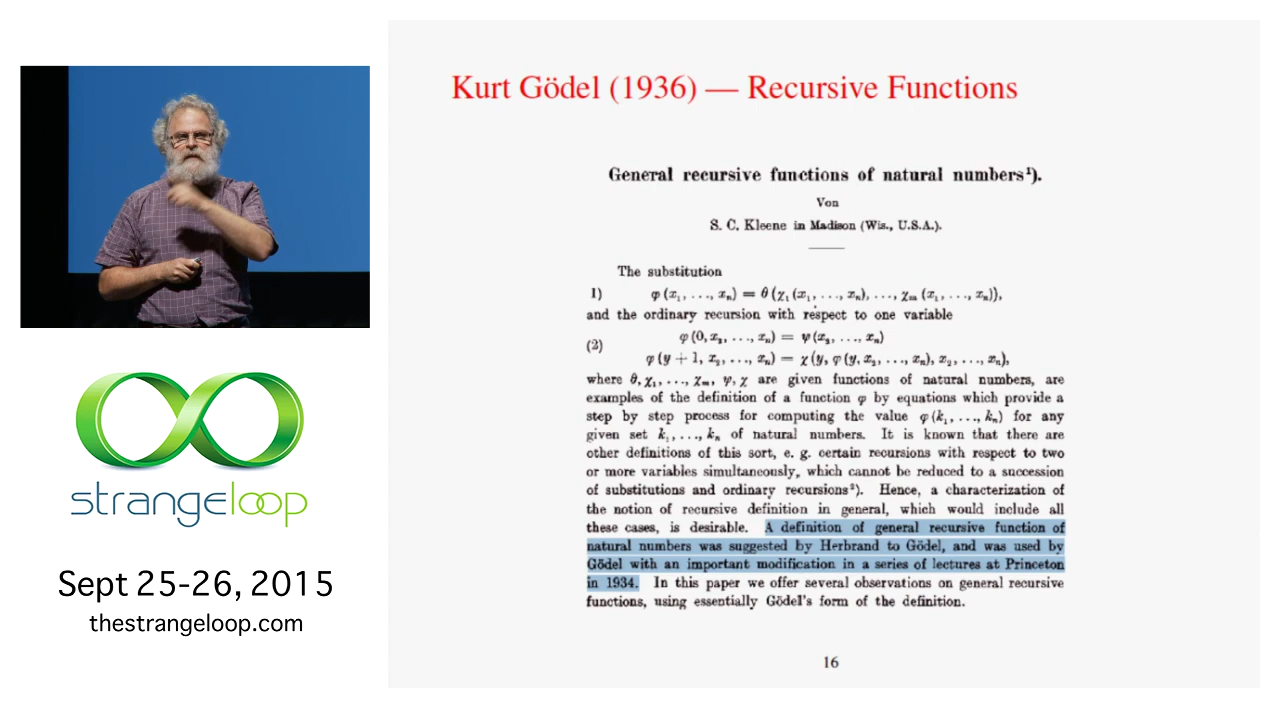 strangeloop
Sept 25-26, 2015
thestrangeloop.com
Kurt Gödel (1936) — Recursive Functions
General recursive functions of natural numbers¹).
Von
S. C. Kleene in Madison (Wis., U.S.A.).
The substitution
1) φ (x₁, . . ., xₙ) = θ (χ₁ (x₁, . . ., xₙ), . . ., χₘ (x₁, . . ., xₙ)),
and the ordinary recursion with respect to one variable
(2) φ (0, x₂, . . ., xₙ) = ψ (x₂, . . ., xₙ)
φ (y + 1, x₂, . . ., xₙ) = χ (y, φ (y, x₂, . . ., xₙ), x₂, . . ., xₙ),
where θ, χ₁, . . ., χₘ, ψ, χ are given functions of natural numbers, are
examples of the definition of a function φ by equations which provide a
step by step process for computing the value φ (k₁, . . ., kₙ) for any
given set k₁, . . ., kₙ of natural numbers. It is known that there are
other definitions of this sort, e. g. certain recursions with respect to two
or more variables simultaneously, which cannot be reduced to a succession
of substitutions and ordinary recursions²). Hence, a characterization of
the notion of recursive definition in general, which would include all
these cases, is desirable. A definition of general recursive function of
natural numbers was suggested by Herbrand to Gödel, and was used by
Gödel with an important modification in a series of lectures at Princeton
in 1934. In this paper we offer several observations on general recursive
functions, using essentially Gödel's form of the definition.
16